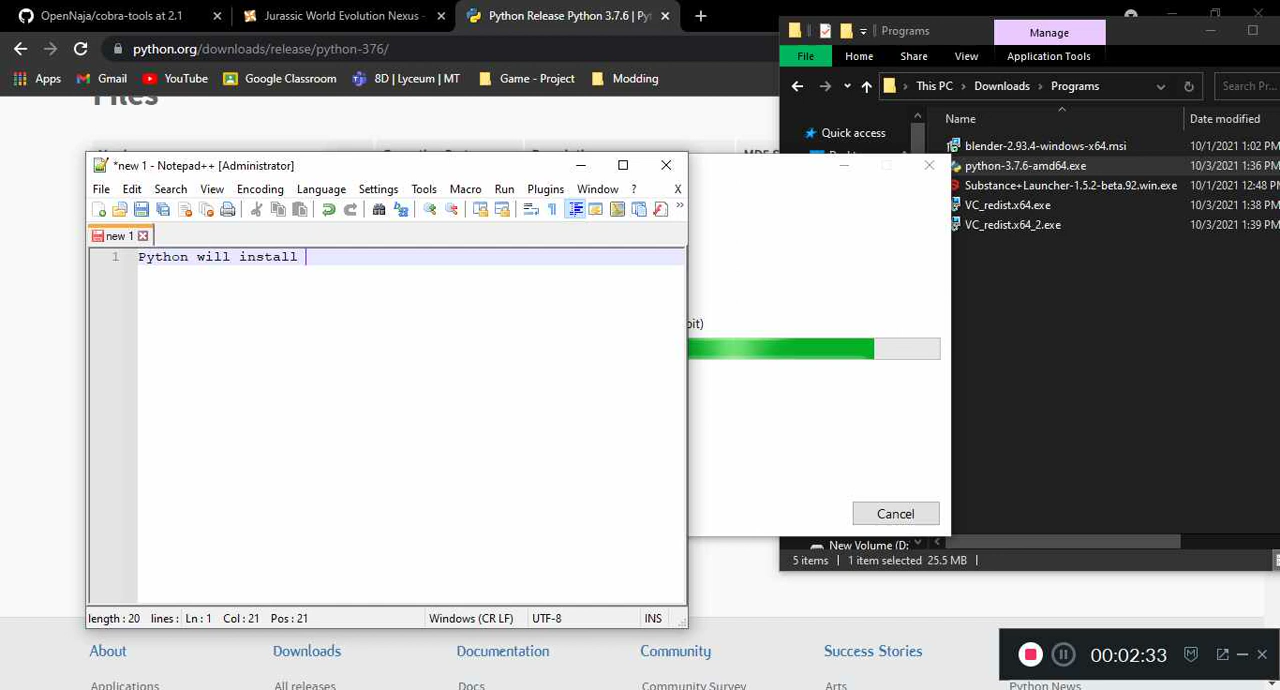 OpenNaja/cobra-tools at 2.1
Jurassic World Evolution Nexus -
Python Release Python 3.7.6 | Pyt
python.org/downloads/release/python-376/
Apps
Gmail
YouTube
Google Classroom
8D | Lyceum | MT
Game - Project
Modding
Files
Programs
Manage
File
Home
Share
View
Application Tools
This PC
Downloads
Programs
Search Pr...
Quick access
Name
Date modified
blender-2.93.4-windows-x64.msi
10/1/2021 1:02 PM
python-3.7.6-amd64.exe
10/3/2021 1:36 PM
Substance+Launcher-1.5.2-beta.92.win.exe
10/1/2021 12:48 PM
VC_redist.x64.exe
10/3/2021 1:38 PM
VC_redist.x64_2.exe
10/3/2021 1:39 PM
New Volume (D:
5 items
1 item selected 25.5 MB
*new 1 - Notepad++ [Administrator]
File Edit Search View Encoding Language Settings Tools Macro Run Plugins Window ?
X
new 1
1
Python will install
length : 20 lines : Ln : 1 Col : 21 Pos : 21
Windows (CR LF)
UTF-8
INS
bit)
Cancel
About
Downloads
Documentation
Community
Success Stories
Applications
All releases
Docs
Community Survey
Arts
Python News
00:02:33